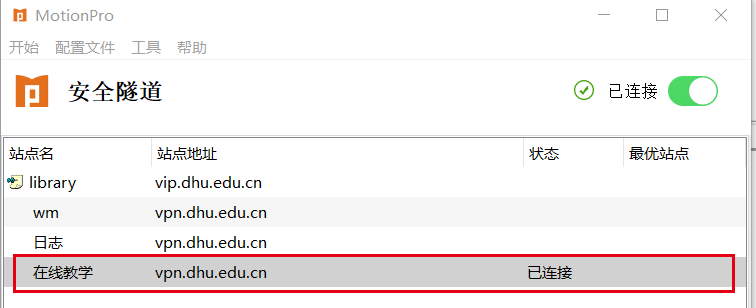 MotionPro
开始 配置文件 工具 帮助
安全隧道 已连接
站点名 站点地址 状态 最优站点
library vip.dhu.edu.cn
wm vpn.dhu.edu.cn
日志 vpn.dhu.edu.cn
在线教学 vpn.dhu.edu.cn 已连接